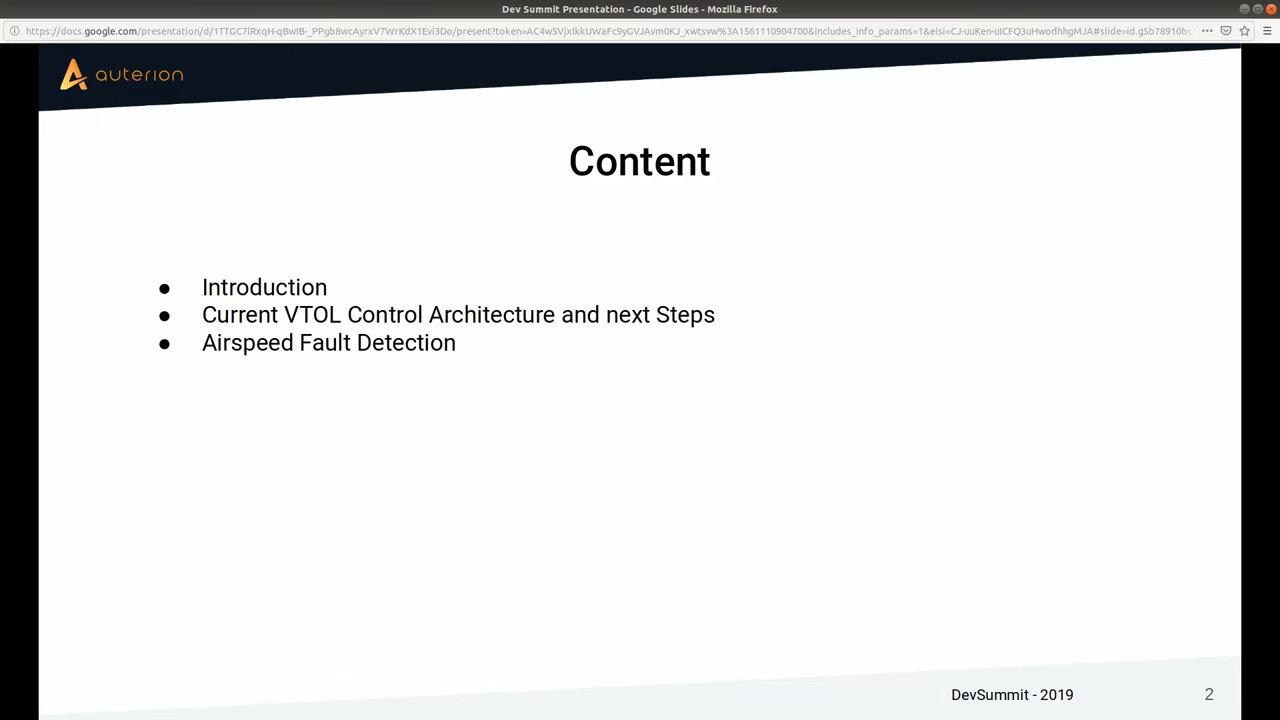 Dev Summit Presentation - Google Slides - Mozilla Firefox
auterion
Content
● Introduction
● Current VTOL Control Architecture and next Steps
● Airspeed Fault Detection
DevSummit - 2019
2